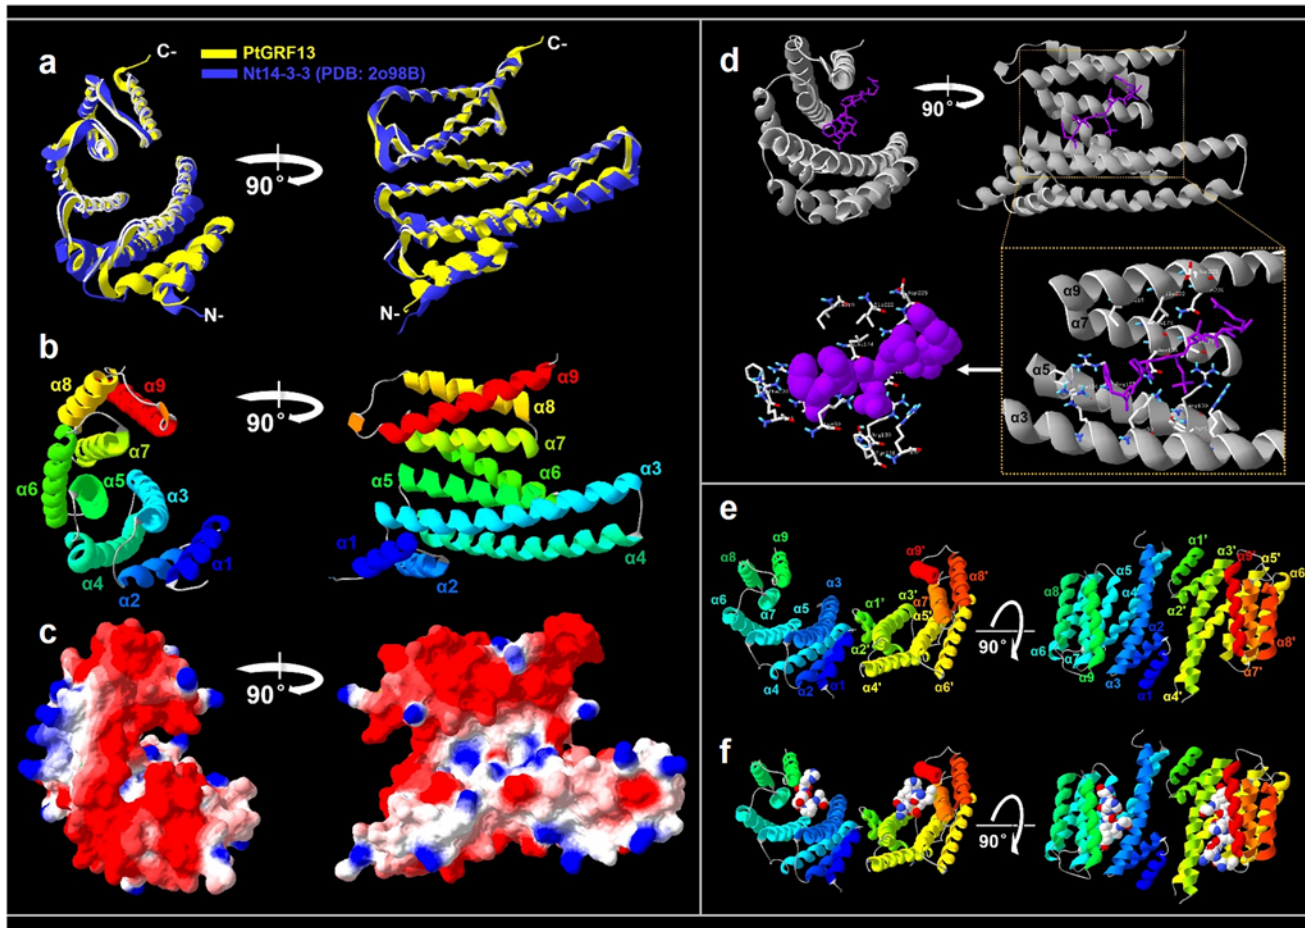 a
C-
PtGRF13
Nt14-3-3 (PDB: 2o98B)
C-
90°
N-
N-
b
α8
α9
α7
α6
α5
α3
α4
α1
α2
90°
α9
α8
α7
α6
α5
α3
α1
α4
α2
c
90°
d
90°
α9
α7
α5
α3
e
α9
α8
α3
α6
α5
α7
α4
α2
α1
α9'
α8'
α1'
α3'
α7'
α5'
α2'
α4'
α6'
90°
α1'
α3'
α9'
α5'
α6'
α8
α5
α4
α2'
α2
α6
α7
α9
α3
α1
α4'
α7'
α8'
f
90°